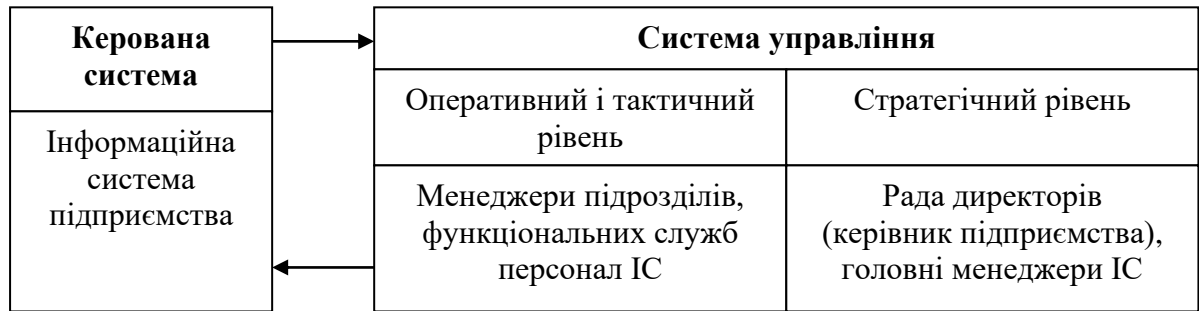 Керована
система
Система управління
Оперативний і тактичний
рівень
Стратегічний рівень
Інформаційна
система
підприємства
Менеджери підрозділів,
функціональних служб
персонал ІС
Рада директорів
(керівник підприємства),
головні менеджери ІС